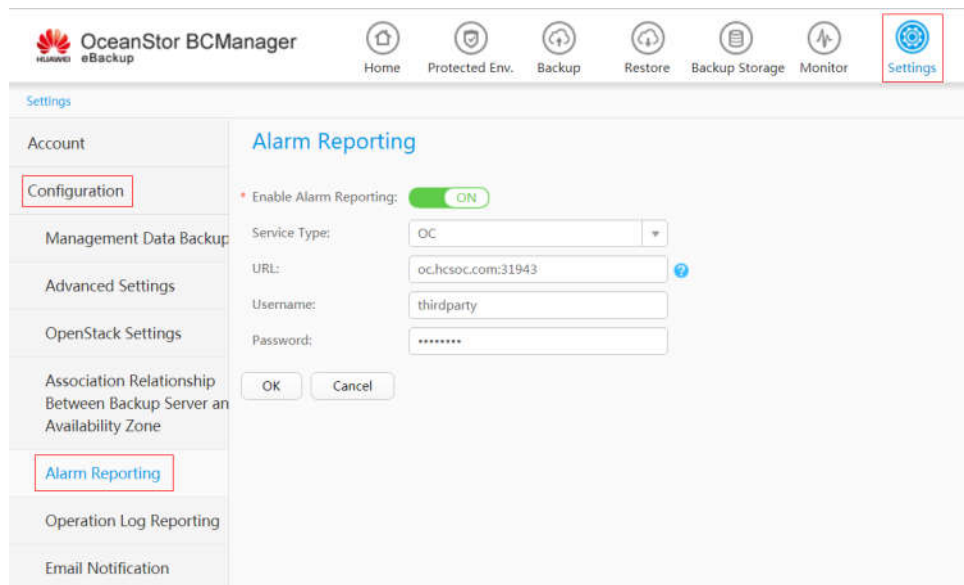 OceanStor BCManager
HUAWEI eBackup
Home
Protected Env.
Backup
Restore
Backup Storage
Monitor
Settings
Settings
Account
Configuration
Management Data Backup
Advanced Settings
OpenStack Settings
Association Relationship
Between Backup Server an
Availability Zone
Alarm Reporting
Operation Log Reporting
Email Notification
Alarm Reporting
* Enable Alarm Reporting: ON
Service Type: OC
URL: oc.hcsoc.com:31943 ?
Username: thirdparty
Password: ••••••••
OK Cancel